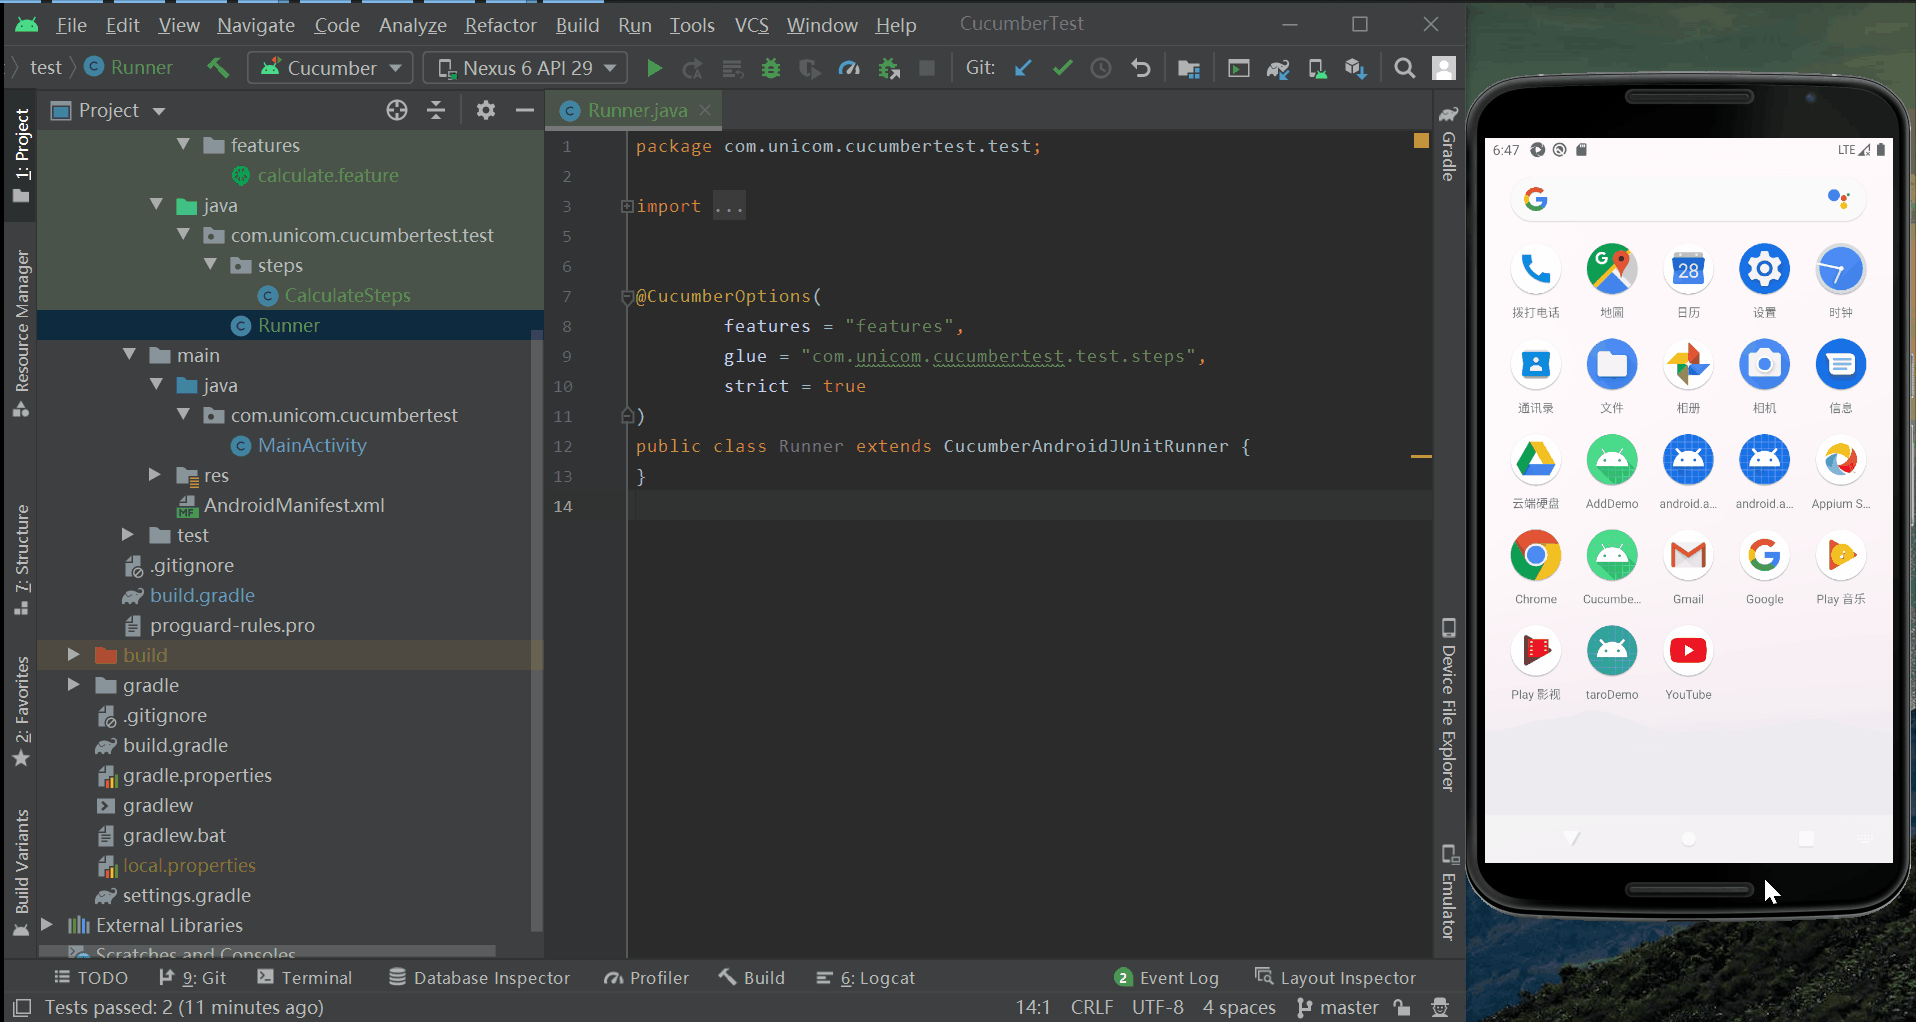 File Edit View Navigate Code Analyze Refactor Build Run Tools VCS Window Help CucumberTest
test Runner Cucumber Nexus 6 API 29 Git:
Project
Runner.java
1: Project
Resource Manager
7: Structure
2: Favorites
Build Variants
features
calculate.feature
java
com.unicom.cucumbertest.test
steps
CalculateSteps
Runner
main
java
com.unicom.cucumbertest
MainActivity
res
AndroidManifest.xml
test
.gitignore
build.gradle
proguard-rules.pro
build
gradle
.gitignore
build.gradle
gradle.properties
gradlew
gradlew.bat
local.properties
settings.gradle
External Libraries
Scratches and Consoles
1 package com.unicom.cucumbertest.test;
2
3 import ...
5
6
7 @CucumberOptions(
8 features = "features",
9 glue = "com.unicom.cucumbertest.test.steps",
10 strict = true
11 )
12 public class Runner extends CucumberAndroidJUnitRunner {
13 }
14
Gradle
Device File Explorer
Emulator
TODO 9: Git Terminal Database Inspector Profiler Build 6: Logcat 2 Event Log Layout Inspector
Tests passed: 2 (11 minutes ago) 14:1 CRLF UTF-8 4 spaces master
6:47 LTE
G
28
拨打电话 地图 日历 设置 时钟
通讯录 文件 相册 相机 信息
云端硬盘 AddDemo android.a... android.a... Appium S...
Chrome Cucumbe... Gmail Google Play 音乐
Play 影视 taroDemo YouTube